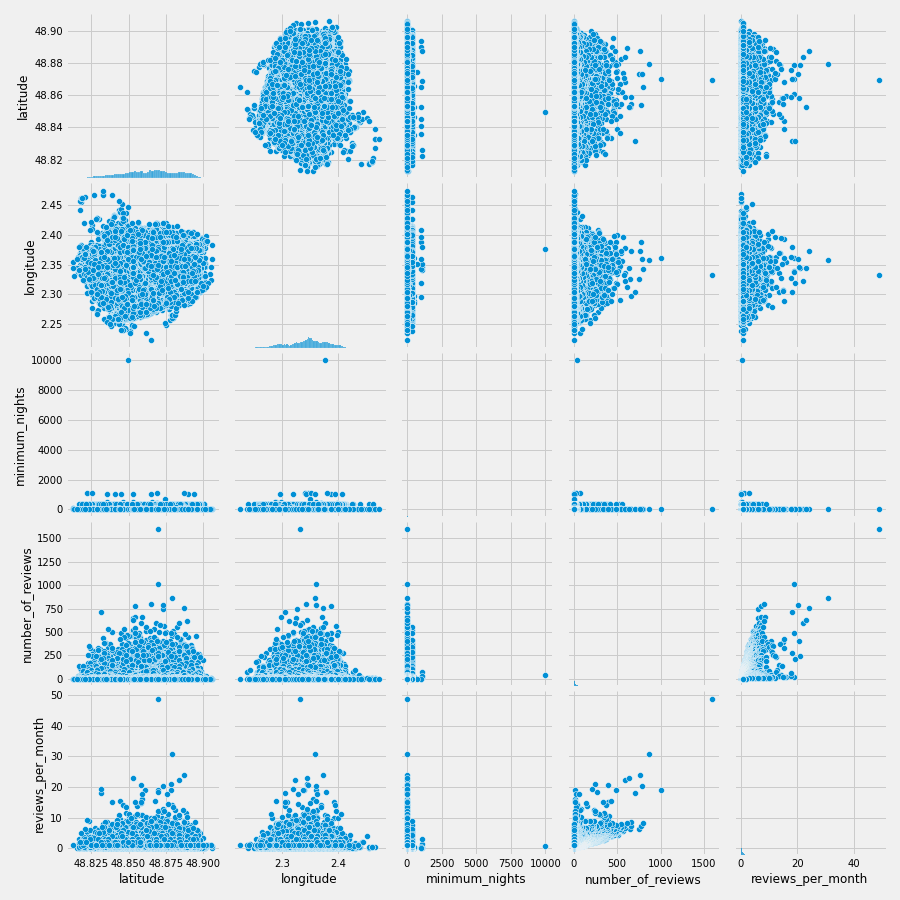 48.90
48.88
48.86
48.84
48.82
latitude
2.45
2.40
2.35
2.30
2.25
longitude
10000
8000
6000
4000
2000
0
minimum_nights
1500
1250
1000
750
500
250
0
number_of_reviews
50
40
30
20
10
0
reviews_per_month
48.825 48.850 48.875 48.900
latitude
2.3 2.4
longitude
0 2500 5000 7500 10000
minimum_nights
0 500 1000 1500
number_of_reviews
0 20 40
reviews_per_month